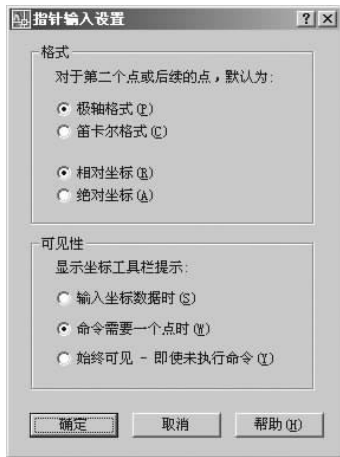 指针输入设置
格式
对于第二个点或后续的点,默认为:
极轴格式(P)
笛卡尔格式(C)
相对坐标(R)
绝对坐标(A)
可见性
显示坐标工具栏提示:
输入坐标数据时(S)
命令需要一个点时(W)
始终可见 - 即使未执行命令(Y)
确定 取消 帮助(H)